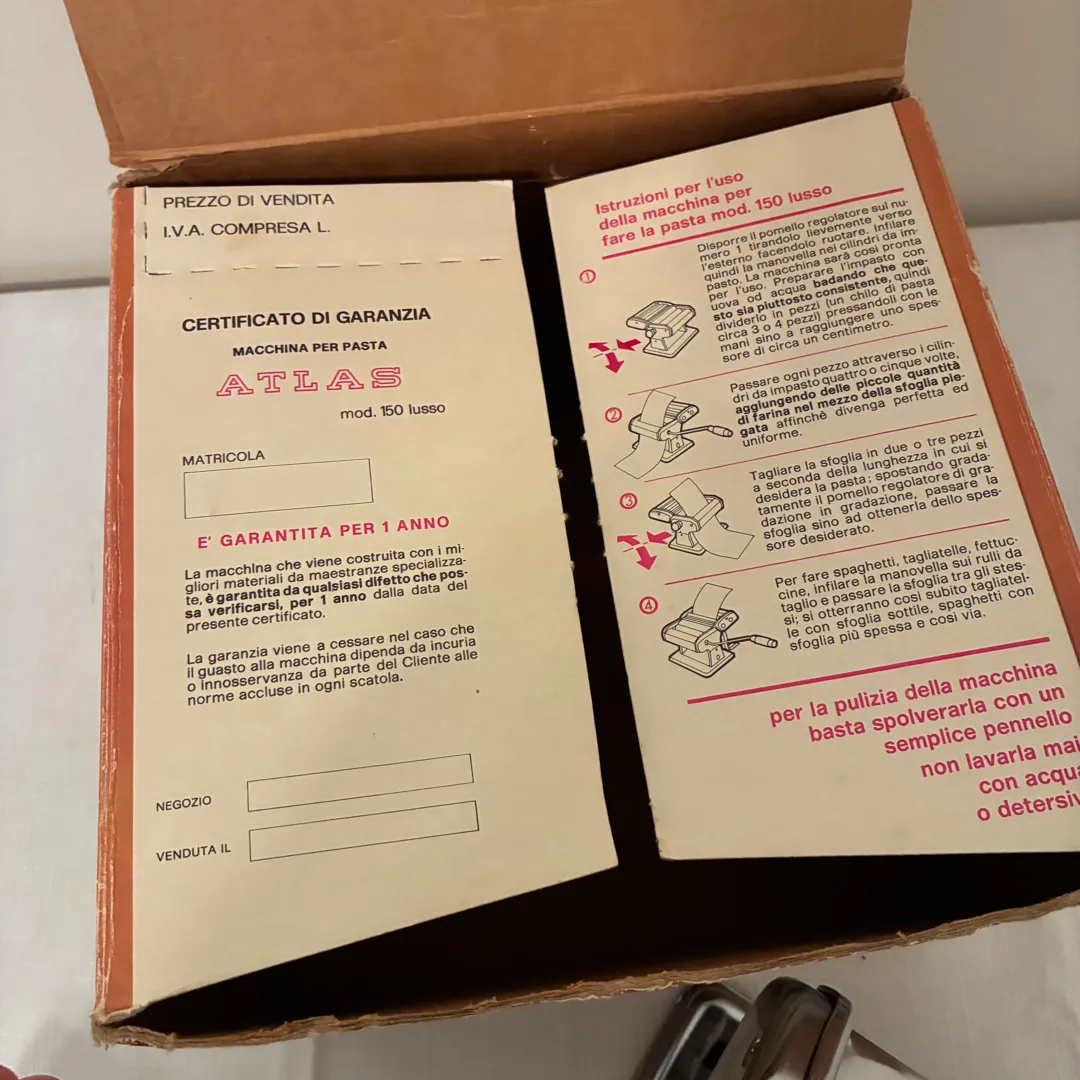 PREZZO DI VENDITA
I.V.A. COMPRESA L.
CERTIFICATO DI GARANZIA
MACCHINA PER PASTA
ATLAS
mod. 150 lusso
MATRICOLA
E' GARANTITA PER 1 ANNO
La macchina che viene costruita con i mi-
gliori materiali da maestranze specializza-
te, è garantita da qualsiasi difetto che pos-
sa verificarsi, per 1 anno dalla data del
presente certificato.
La garanzia viene a cessare nel caso che
il guasto alla macchina dipenda da incuria
o innosservanza da parte del Cliente alle
norme accluse in ogni scatola.
NEGOZIO
VENDUTA IL
Istruzioni per l'uso
della macchina per
fare la pasta mod. 150 lusso
1
Disporre il pomello regolatore sul nu-
mero 1 tirandolo lievemente verso
l'esterno facendolo ruotare. Infilare
quindi la manovella nei cilindri da im-
pasto. La macchina sarà così pronta
per l'uso. Preparare l'impasto con
uova od acqua badando che que-
sto sia piuttosto consistente, quindi
dividerlo in pezzi (un chilo di pasta
circa 3 o 4 pezzi) pressandoli con le
mani sino a raggiungere uno spes-
sore di circa un centimetro.
2
Passare ogni pezzo attraverso i cilin-
dri da impasto quattro o cinque volte,
aggiungendo delle piccole quantità
di farina nel mezzo della sfoglia pie-
gata affinchè divenga perfetta ed
uniforme.
3
Tagliare la sfoglia in due o tre pezzi
a seconda della lunghezza in cui si
desidera la pasta; spostando grada-
tamente il pomello regolatore di gra-
dazione in gradazione, passare la
sfoglia sino ad ottenerla dello spes-
sore desiderato.
4
Per fare spaghetti, tagliatelle, fettuc-
cine, infilare la manovella sui rulli da
taglio e passare la sfoglia tra gli stes-
si; si otterranno così subito tagliatel-
le con sfoglia sottile, spaghetti con
sfoglia più spessa e così via.
per la pulizia della macchina
basta spolverarla con un
semplice pennello
non lavarla mai
con acqua
o detersiv